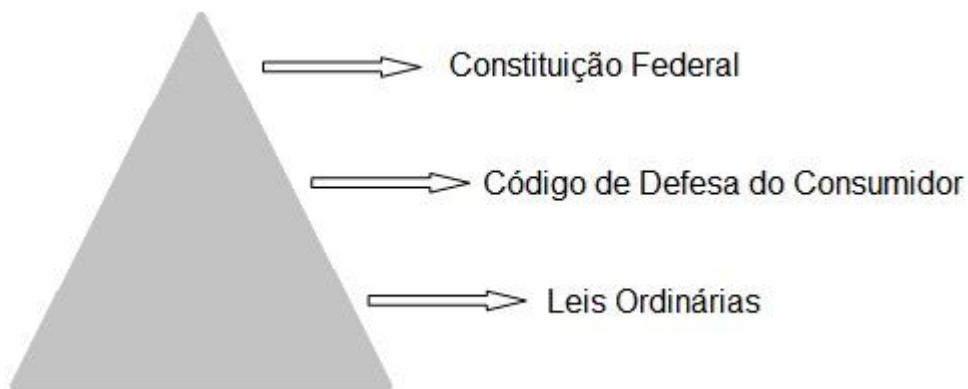 Constituição Federal
Código de Defesa do Consumidor
Leis Ordinárias